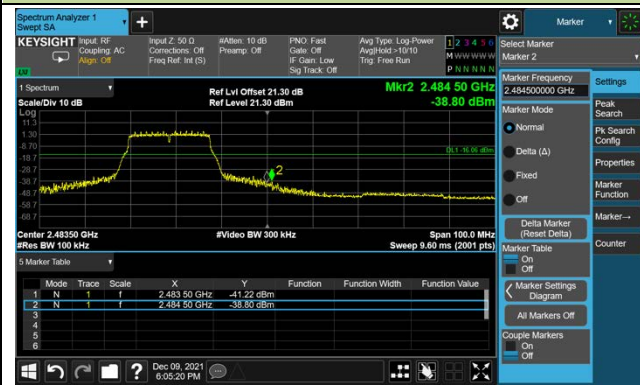 Spectrum Analyzer 1
Swept SA
+
Marker
KEYSIGHT
Input: RF
Coupling: AC
Align: Off
Input Z: 50 Ω
Corrections: Off
Freq Ref: Int (S)
#Atten: 10 dB
Preamp: Off
PNO: Fast
Gate: Off
IF Gain: Low
Sig Track: Off
Avg Type: Log-Power
Avg|Hold >10/10
Trig: Free Run
1 2 3 4 5 6
M W W W W W
P N N N N N
LXI
Select Marker
Marker 2
1 Spectrum
Scale/Div 10 dB
Ref Lvl Offset 21.30 dB
Ref Level 21.30 dBm
Mkr2 2.484 50 GHz
-38.80 dBm
Log
11.3
1.30
-8.70
-18.7
-28.7
-38.7
-48.7
-58.7
-68.7
DL1 -16.06 dBm
2
Center 2.48350 GHz
#Res BW 100 kHz
#Video BW 300 kHz
Span 100.0 MHz
Sweep 9.60 ms (2001 pts)
5 Marker Table
Mode Trace Scale X Y Function Function Width Function Value
1 N 1 f 2.483 50 GHz -41.22 dBm
2 N 1 f 2.484 50 GHz -38.80 dBm
3
4
5
6
Marker Frequency
2.484500000 GHz
Marker Mode
Normal
Delta (Δ)
Fixed
Off
Delta Marker
(Reset Delta)
Marker Table
On
Off
Marker Settings
Diagram
All Markers Off
Couple Markers
On
Off
Settings
Peak
Search
Pk Search
Config
Properties
Marker
Function
Marker→
Counter
?
Dec 09, 2021
6:05:20 PM